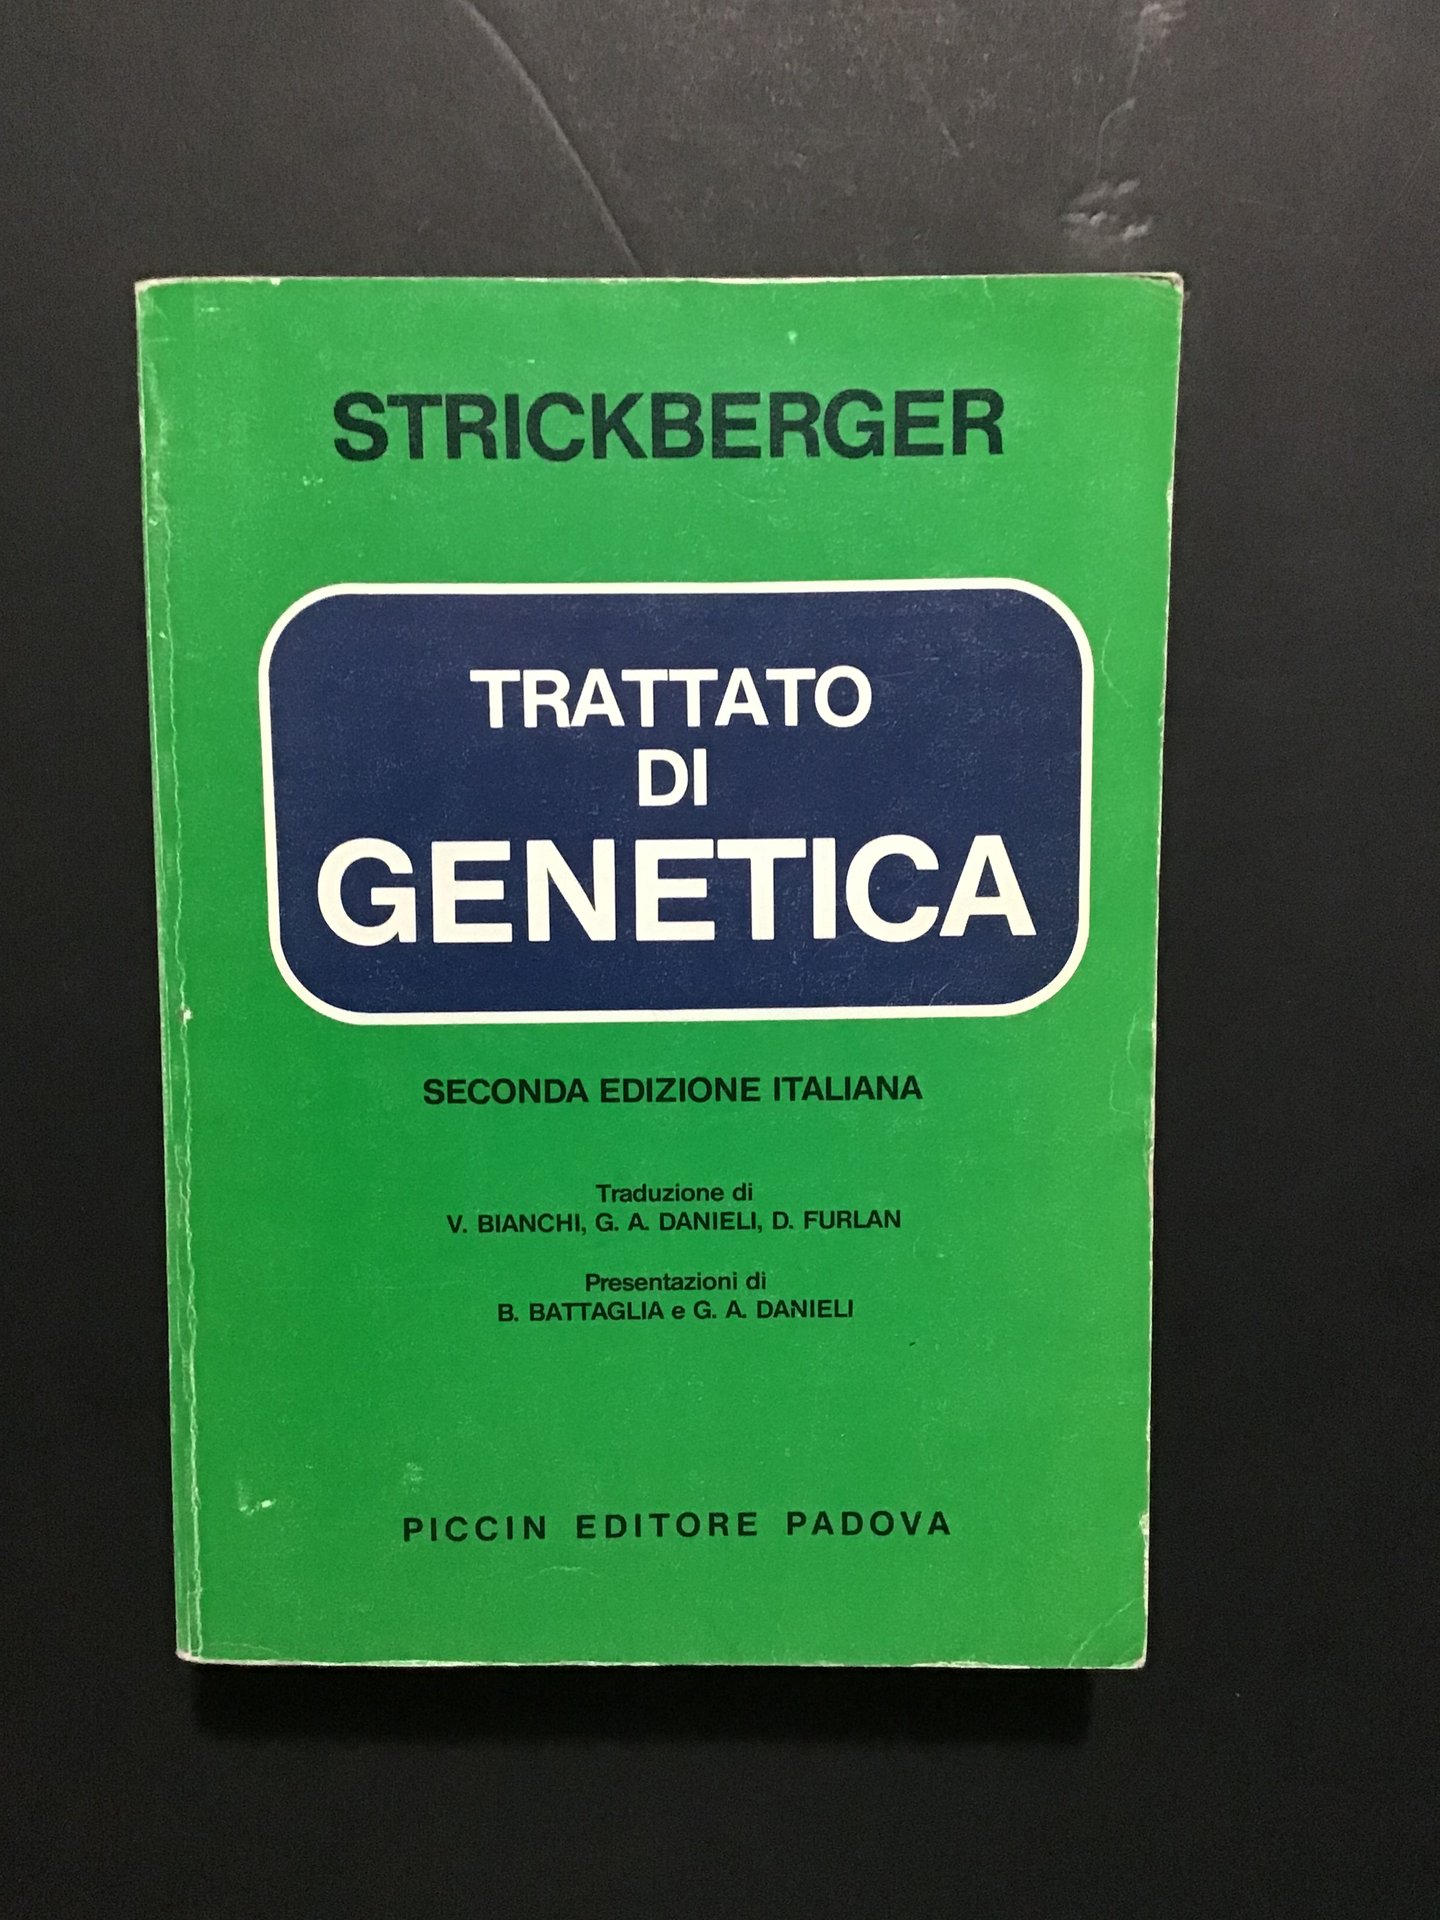 STRICKBERGER
TRATTATO
DI
GENETICA
SECONDA EDIZIONE ITALIANA
Traduzione di
V. BIANCHI, G. A. DANIELI, D. FURLAN
Presentazioni di
B. BATTAGLIA e G. A. DANIELI
PICCIN EDITORE PADOVA